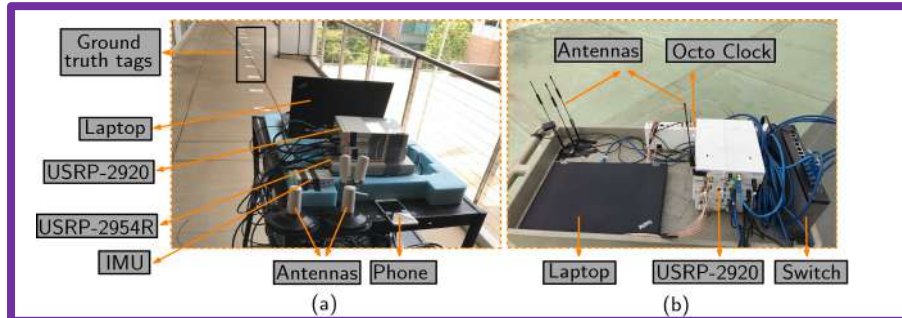 Ground
truth tags
Laptop
USRP-2920
USRP-2954R
IMU
Antennas
Phone
(a)
Antennas
Octo Clock
Laptop
USRP-2920
Switch
(b)